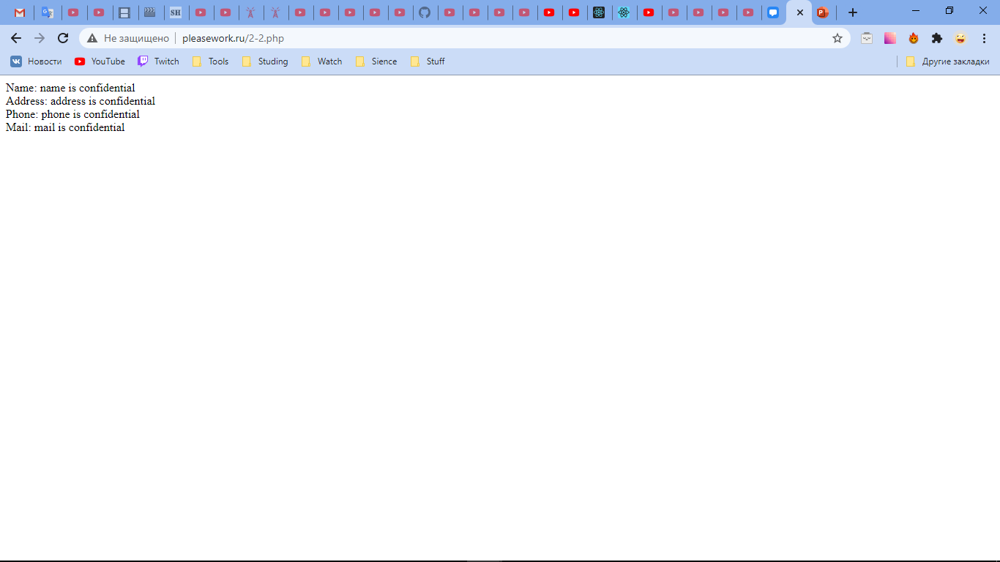 SH
Не защищено
pleasework.ru/2-2.php
Новости
YouTube
Twitch
Tools
Studing
Watch
Sience
Stuff
Другие закладки
Name: name is confidential
Address: address is confidential
Phone: phone is confidential
Mail: mail is confidential